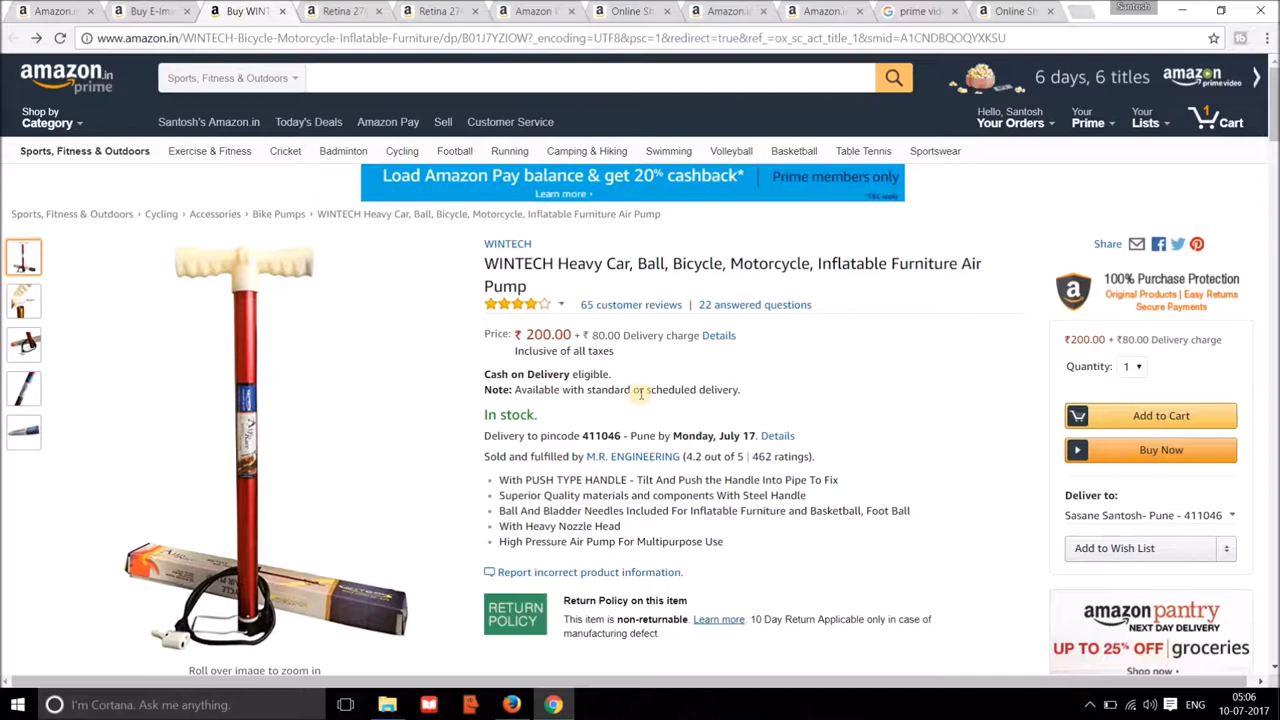 Amazon.in
Buy E-Ima
Buy WINT
Retina 27
Retina 27
Amazon
Online Sh
Amazon.in
Amazon.in
prime vid
Online Sh
Santosh
www.amazon.in/WINTECH-Bicycle-Motorcycle-Inflatable-Furniture/dp/B01J7YZIOW?_encoding=UTF8&psc=1&redirect=true&ref_=ox_sc_act_title_1&smid=A1CNDBQOQYXKSU
amazon.in
prime
Sports, Fitness & Outdoors
6 days, 6 titles
amazon
prime video
Shop by
Category
Santosh's Amazon.in
Today's Deals
Amazon Pay
Sell
Customer Service
Hello, Santosh
Your Orders
Your
Prime
Your
Lists
1
Cart
Sports, Fitness & Outdoors
Exercise & Fitness
Cricket
Badminton
Cycling
Football
Running
Camping & Hiking
Swimming
Volleyball
Basketball
Table Tennis
Sportswear
Load Amazon Pay balance & get 20% cashback*
Prime members only
Learn more ›
*T&C apply
Sports, Fitness & Outdoors › Cycling › Accessories › Bike Pumps › WINTECH Heavy Car, Ball, Bicycle, Motorcycle, Inflatable Furniture Air Pump
WINTECH
WINTECH Heavy Car, Ball, Bicycle, Motorcycle, Inflatable Furniture Air
Pump
65 customer reviews | 22 answered questions
Price: ₹ 200.00 + ₹ 80.00 Delivery charge Details
Inclusive of all taxes
Cash on Delivery eligible.
Note: Available with standard or scheduled delivery.
In stock.
Delivery to pincode 411046 - Pune by Monday, July 17. Details
Sold and fulfilled by M.R. ENGINEERING (4.2 out of 5 | 462 ratings).
With PUSH TYPE HANDLE - Tilt And Push the Handle Into Pipe To Fix
Superior Quality materials and components With Steel Handle
Ball And Bladder Needles Included For Inflatable Furniture and Basketball, Foot Ball
With Heavy Nozzle Head
High Pressure Air Pump For Multipurpose Use
Report incorrect product information.
RETURN
POLICY
Return Policy on this item
This item is non-returnable. Learn more. 10 Day Return Applicable only in case of
manufacturing defect.
Roll over image to zoom in
Share
100% Purchase Protection
Original Products | Easy Returns
Secure Payments
₹200.00 + ₹80.00 Delivery charge
Quantity: 1
Add to Cart
Buy Now
Deliver to:
Sasane Santosh- Pune - 411046
Add to Wish List
amazon pantry
NEXT DAY DELIVERY
UP TO 25% OFF groceries
Shop now ›
I'm Cortana. Ask me anything.
ENG
05:06
10-07-2017